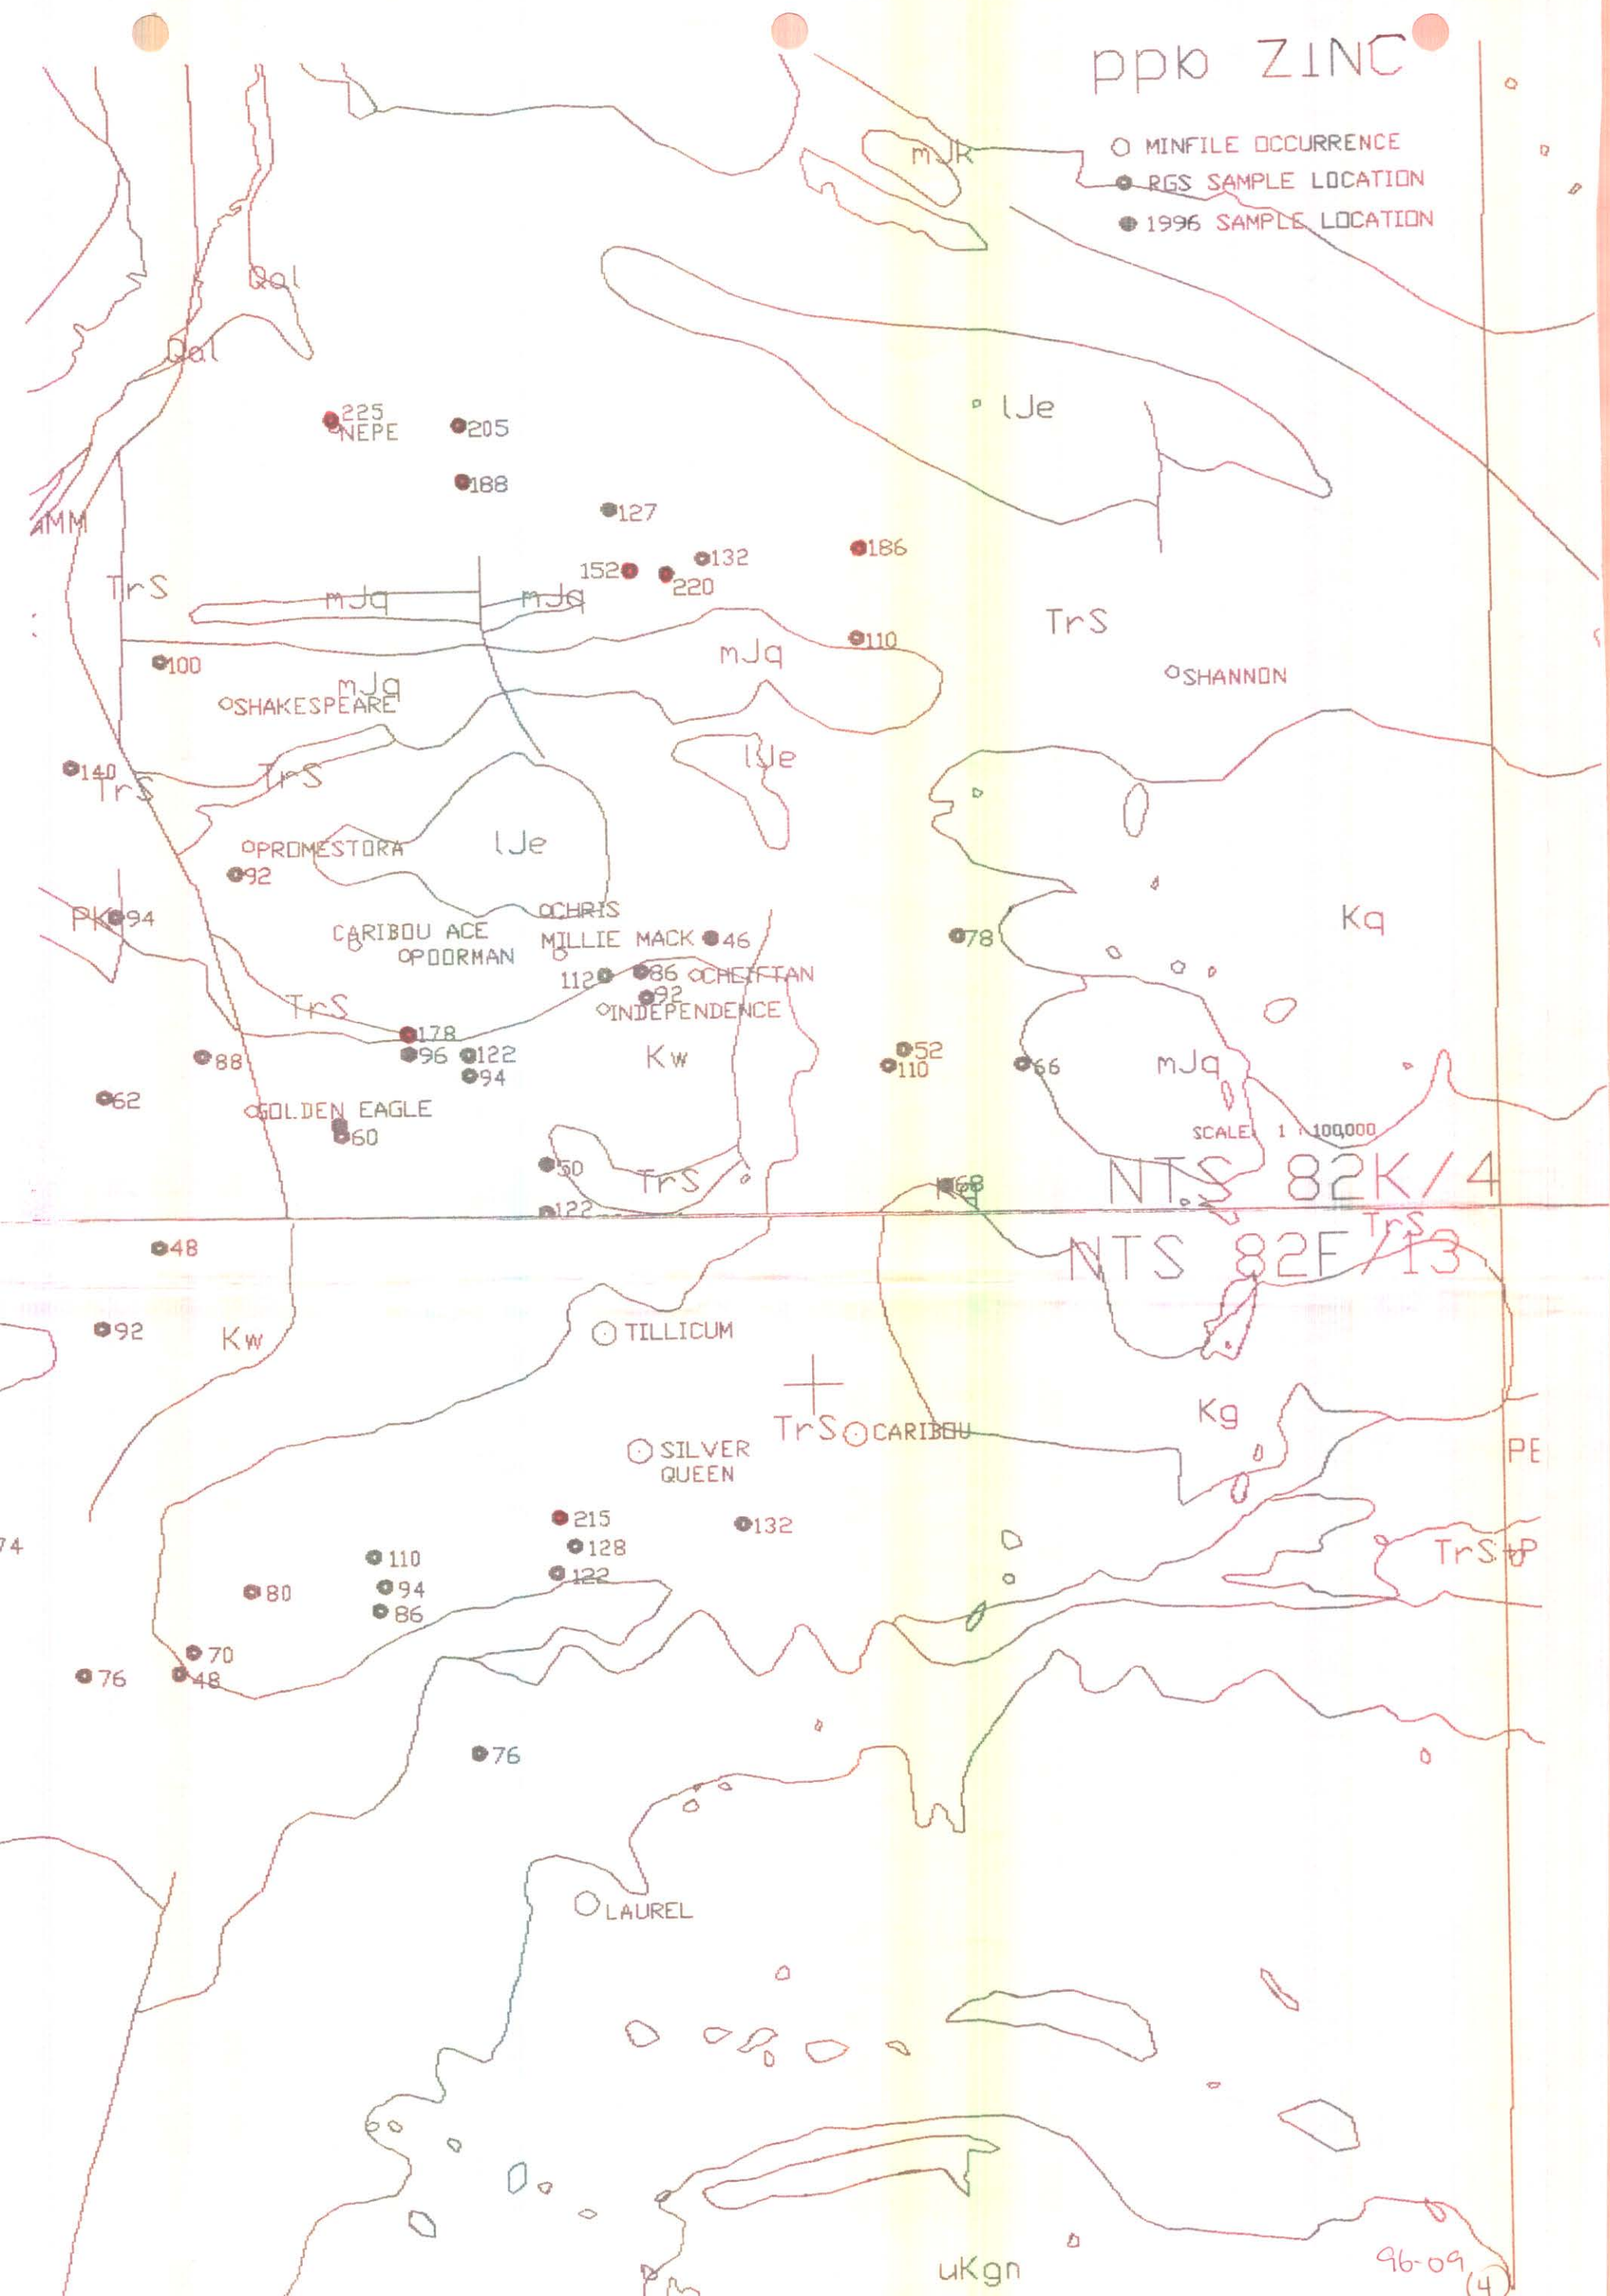 ppb ZINC
MINFILE OCCURRENCE
RGS SAMPLE LOCATION
1996 SAMPLE LOCATION
mJk
Qal
Qal
lJe
225
NEPE
205
188
127
MM
186
132
152
220
TrS
mJq
mJq
TrS
110
mJq
100
SHANNON
mJq
SHAKESPEARE
lJe
140
TrS
TrS
PROMESTORA
lJe
92
CHRIS
PK
94
Kq
CARIBOU ACE
MILLIE MACK
46
78
POORMAN
112
86
CHEIFTAN
92
TrS
INDEPENDENCE
178
96
122
Kw
52
88
94
110
66
mJq
62
GOLDEN EAGLE
60
SCALE 1 : 100,000
50
TrS
NTS 82K/4
68
122
TrS
48
NTS 82F/13
92
Kw
TILLICUM
Kg
TrS
CARIBOU
SILVER
QUEEN
PE
215
132
74
128
110
TrS+P
122
94
80
86
70
76
48
76
LAUREL
uKgn
96-09
4